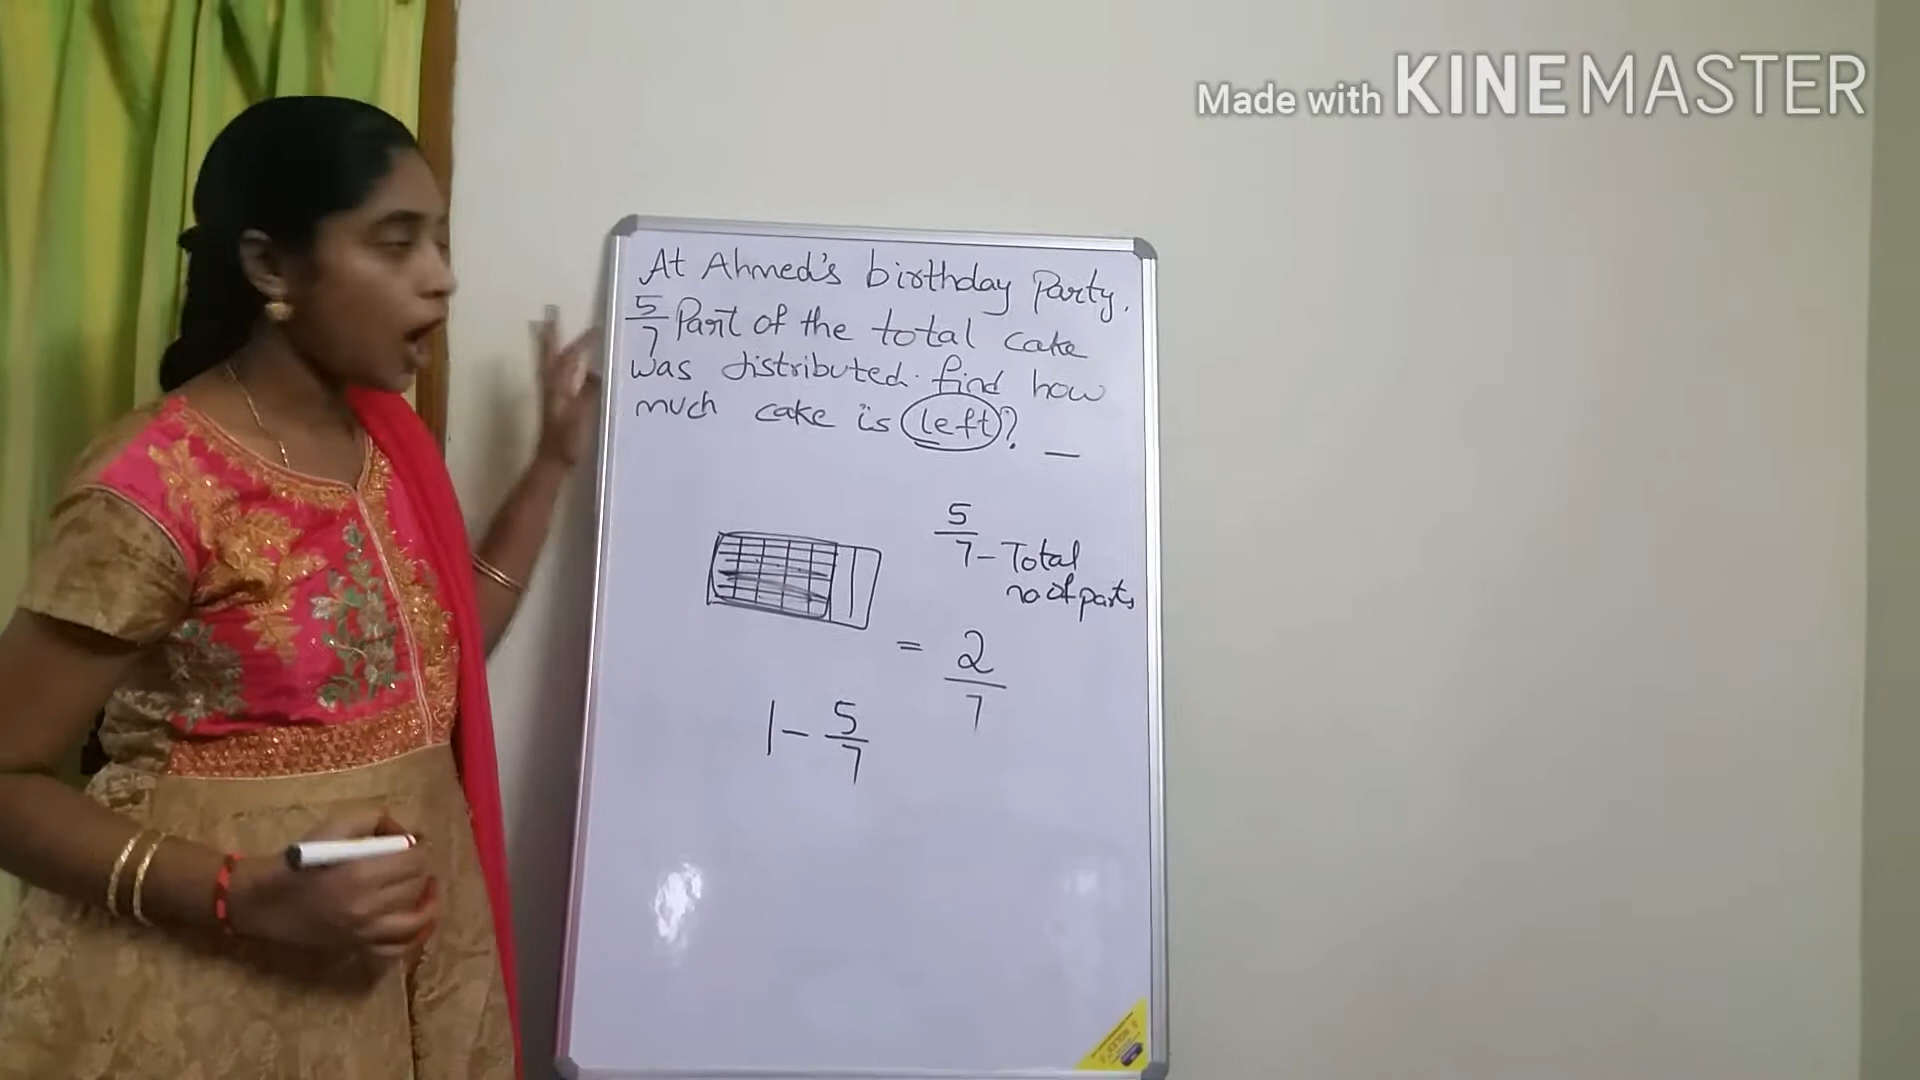 Made with KINEMASTER
At Ahmed's birthday Party,
5/7 Part of the total cake
was distributed. find how
much cake is left? _
5/7 - Total
no of parts
= 2/7
1 - 5/7